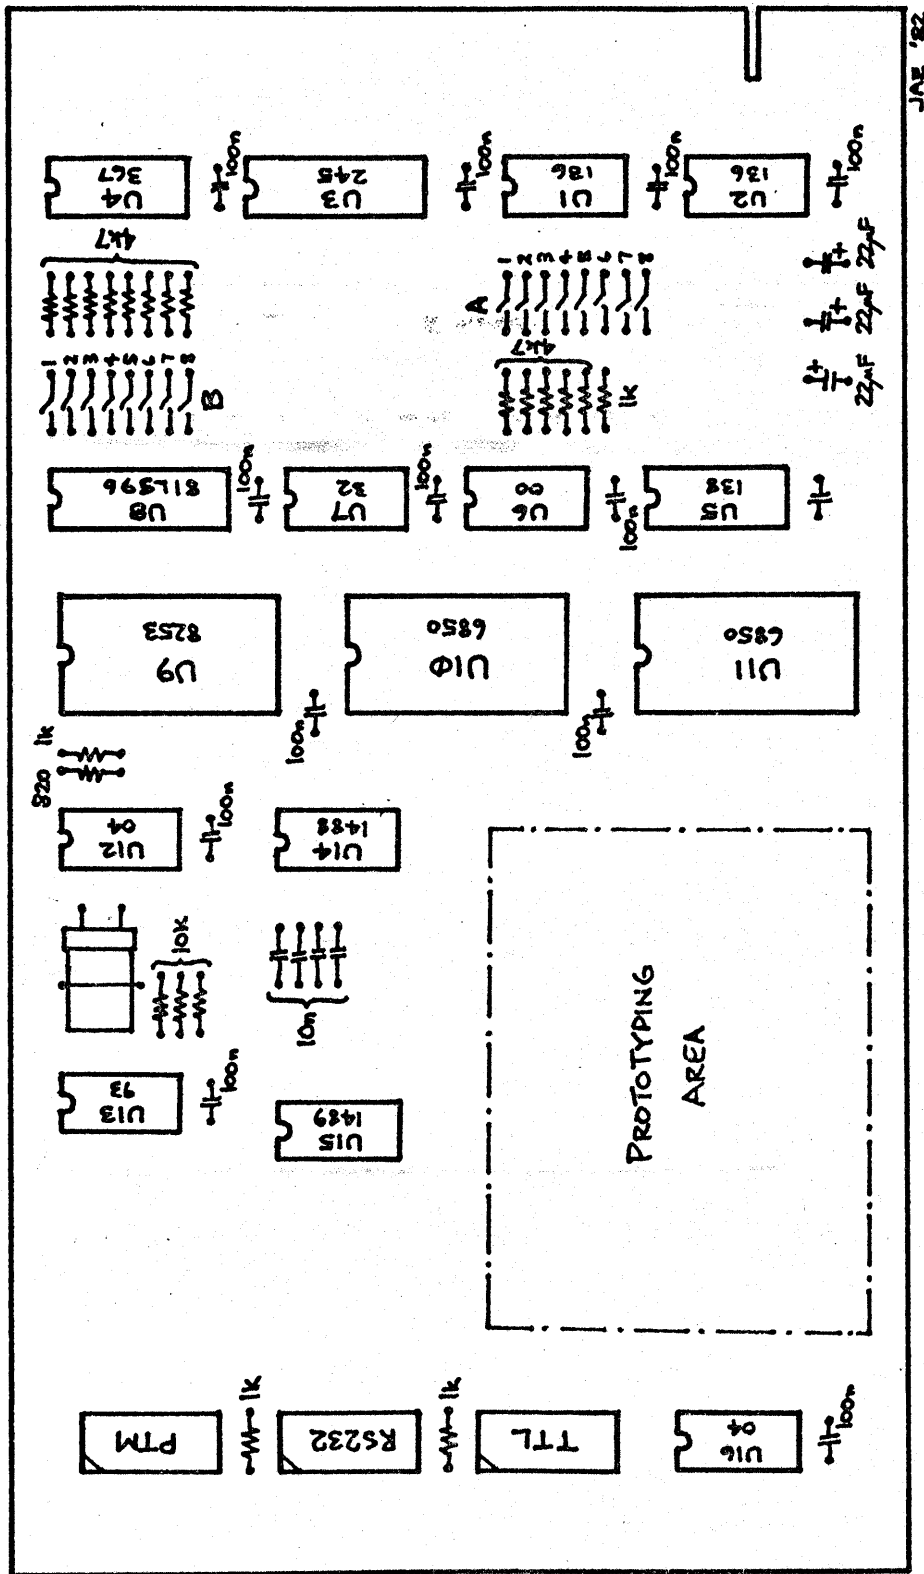 JAE '82
U4
367
100n
U3
245
100n
U1
136
100n
U2
136
100n
4k7
1
2
3
4
5
6
7
8
B
A
1
2
3
4
5
6
7
8
4k7
1k
22µF
22µF
22µF
U8
81LS96
100n
U7
32
100n
U6
00
100n
U5
138
U9
8253
100n
U10
6850
100n
U11
6850
820
1k
U12
04
100n
U14
1488
10k
10n
U13
93
100n
U15
1489
PROTOTYPING
AREA
PTM
1k
RS232
1k
TTL
U16
04
100n